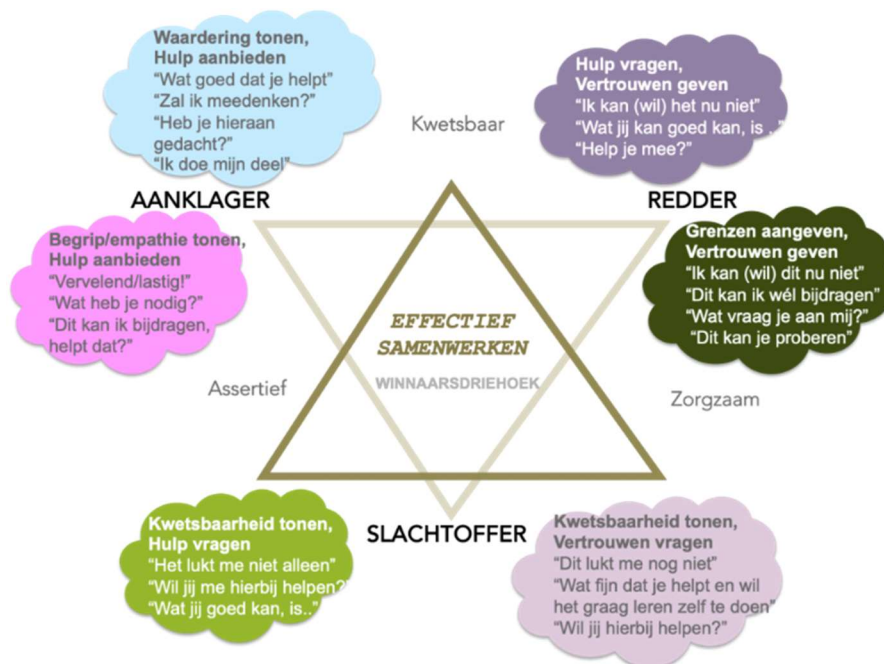 Waardering tonen,
Hulp aanbieden
“Wat goed dat je helpt”
“Zal ik meedenken?”
“Heb je hieraan
gedacht?”
“Ik doe mijn deel”
Kwetsbaar
Hulp vragen,
Vertrouwen geven
“Ik kan (wil) het nu niet”
“Wat jij kan goed kan, is ..”
“Help je mee?”
AANKLAGER
REDDER
Begrip/empathie tonen,
Hulp aanbieden
“Vervelend/lastig!”
“Wat heb je nodig?”
“Dit kan ik bijdragen,
helpt dat?”
Grenzen aangeven,
Vertrouwen geven
“Ik kan (wil) dit nu niet”
“Dit kan ik wél bijdragen”
“Wat vraag je aan mij?”
“Dit kan je proberen”
EFFECTIEF
SAMENWERKEN
WINNAARSDRIEHOEK
Assertief
Zorgzaam
Kwetsbaarheid tonen,
Hulp vragen
“Het lukt me niet alleen”
“Wil jij me hierbij helpen?”
“Wat jij goed kan, is..”
SLACHTOFFER
Kwetsbaarheid tonen,
Vertrouwen vragen
“Dit lukt me nog niet”
“Wat fijn dat je helpt en wil
het graag leren zelf te doen”
“Wil jij hierbij helpen?”